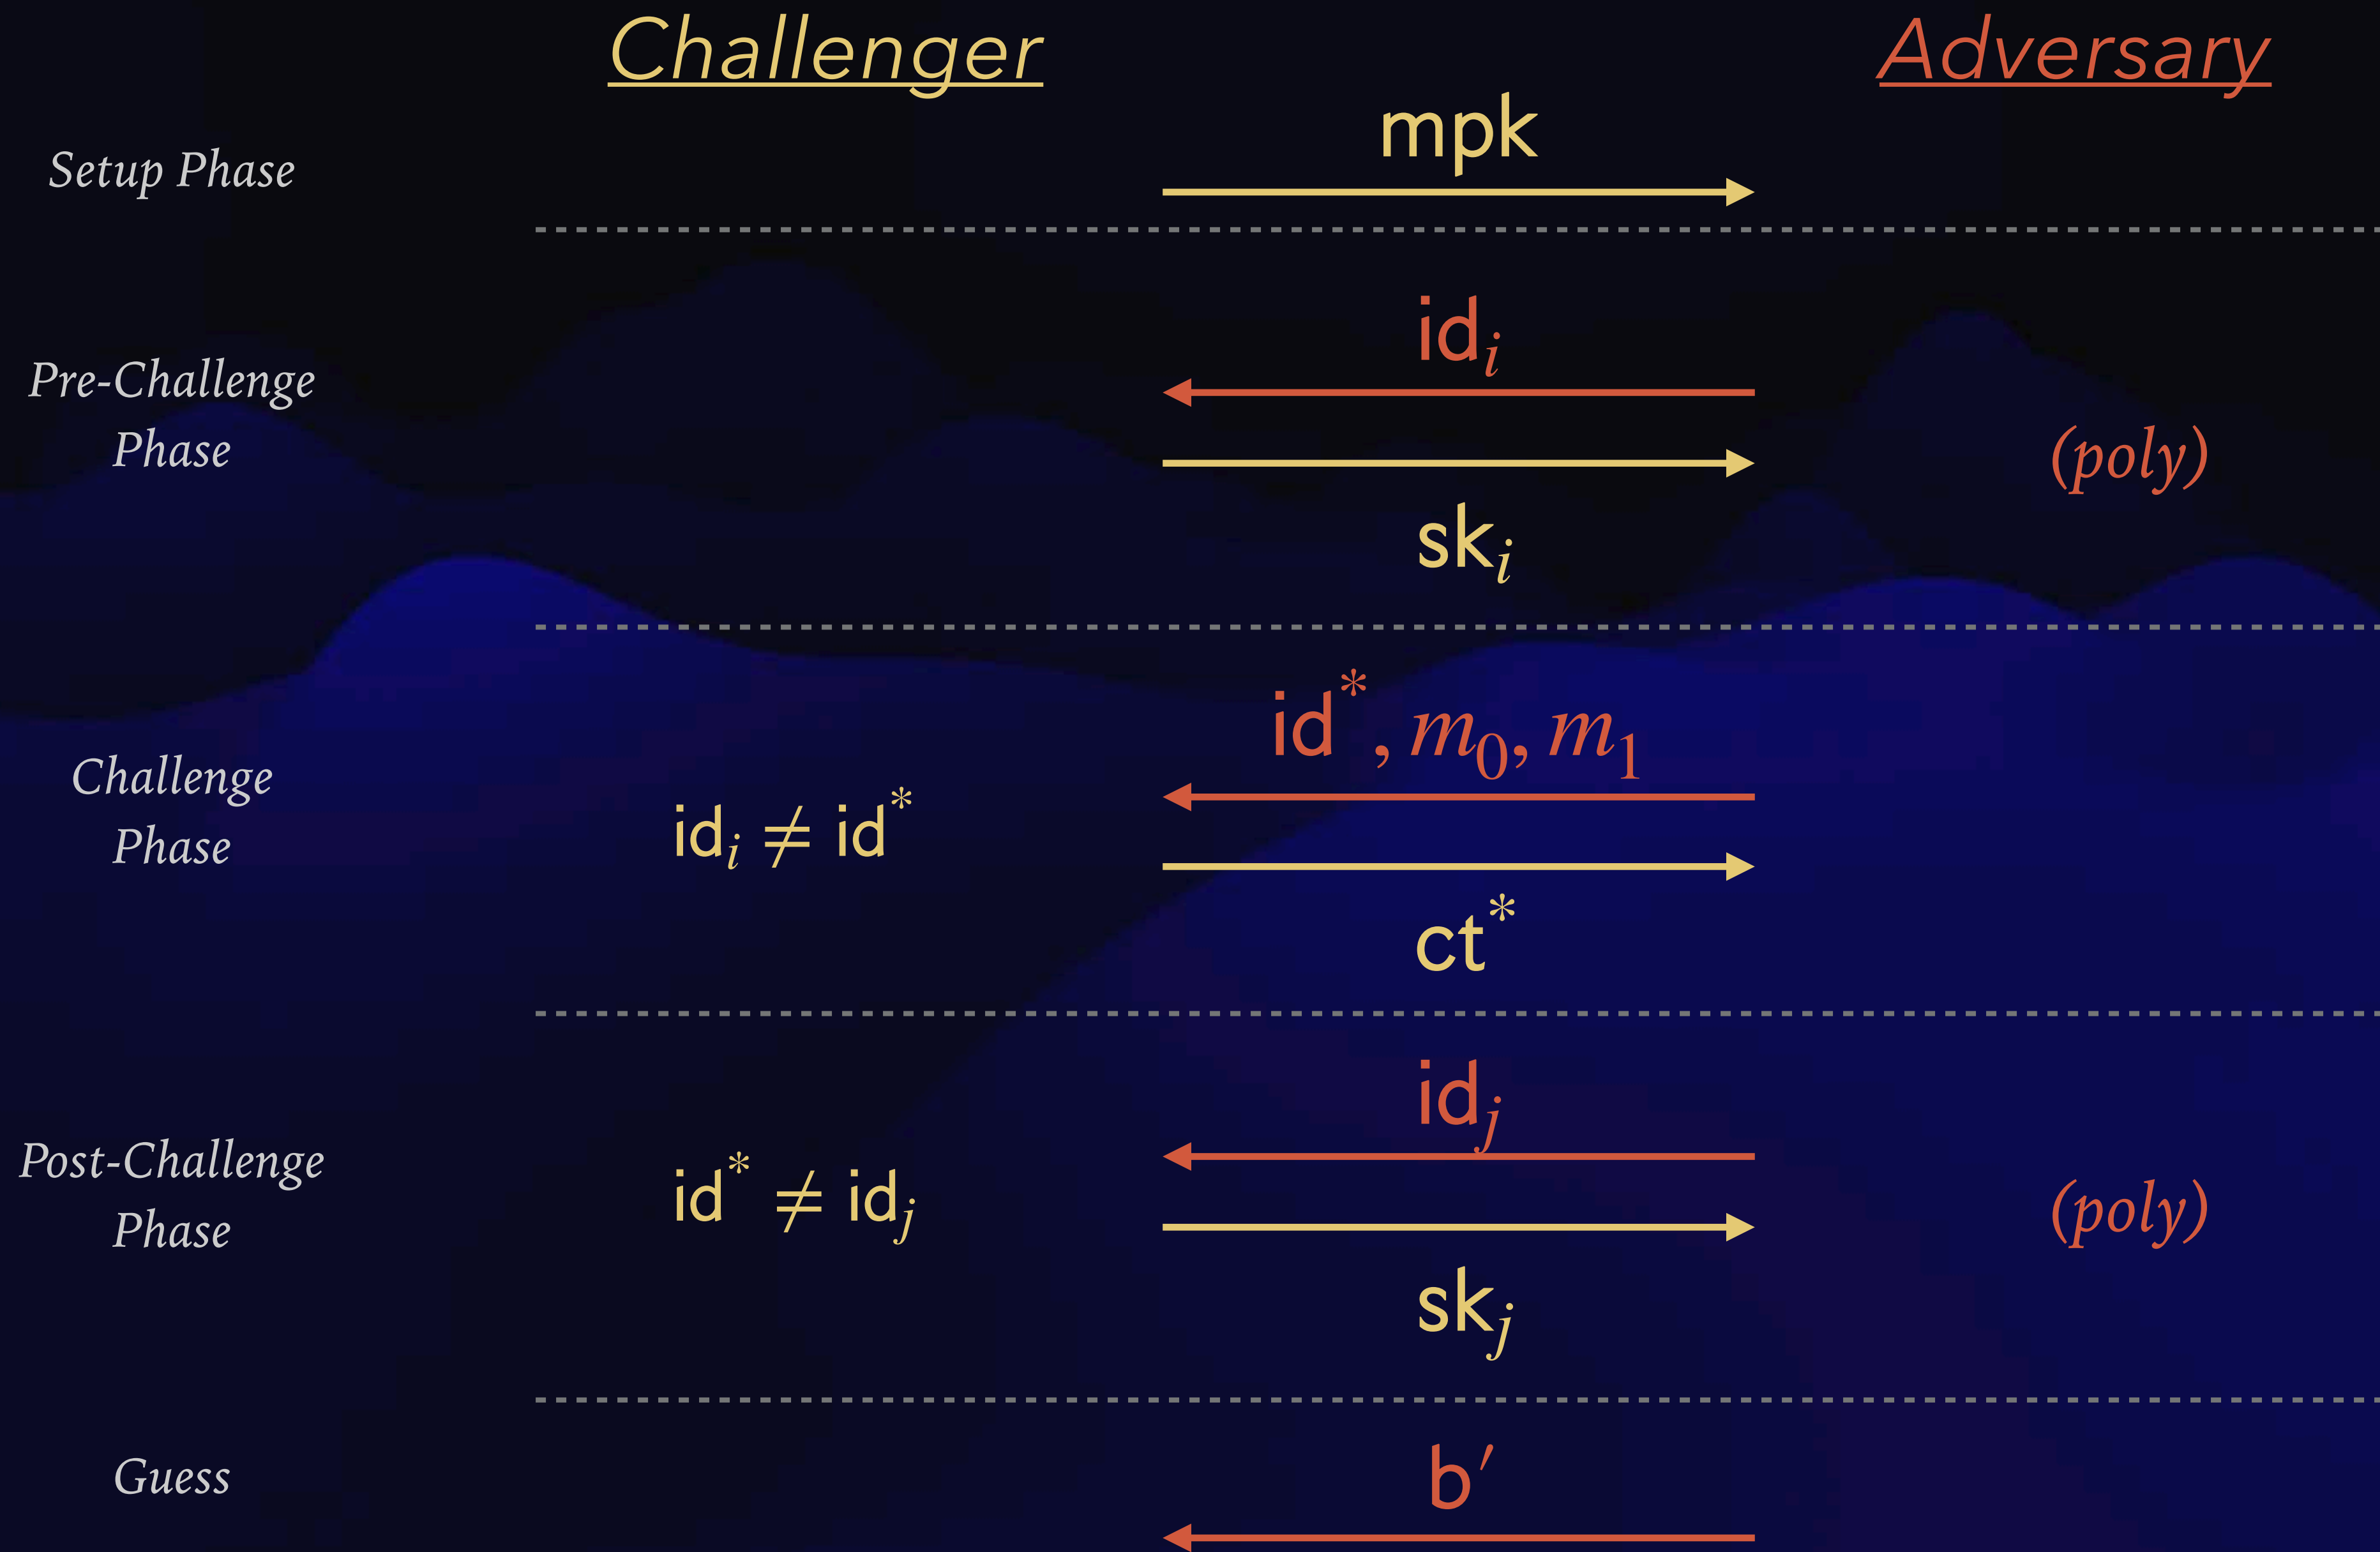 Challenger Adversary
Setup Phase
mpk
Pre-Challenge
Phase
id_i
sk_i
(poly)
Challenge
Phase
id_i ≠ id^*
id^*, m_0, m_1
ct^*
Post-Challenge
Phase
id^* ≠ id_j
id_j
sk_j
(poly)
Guess
b′